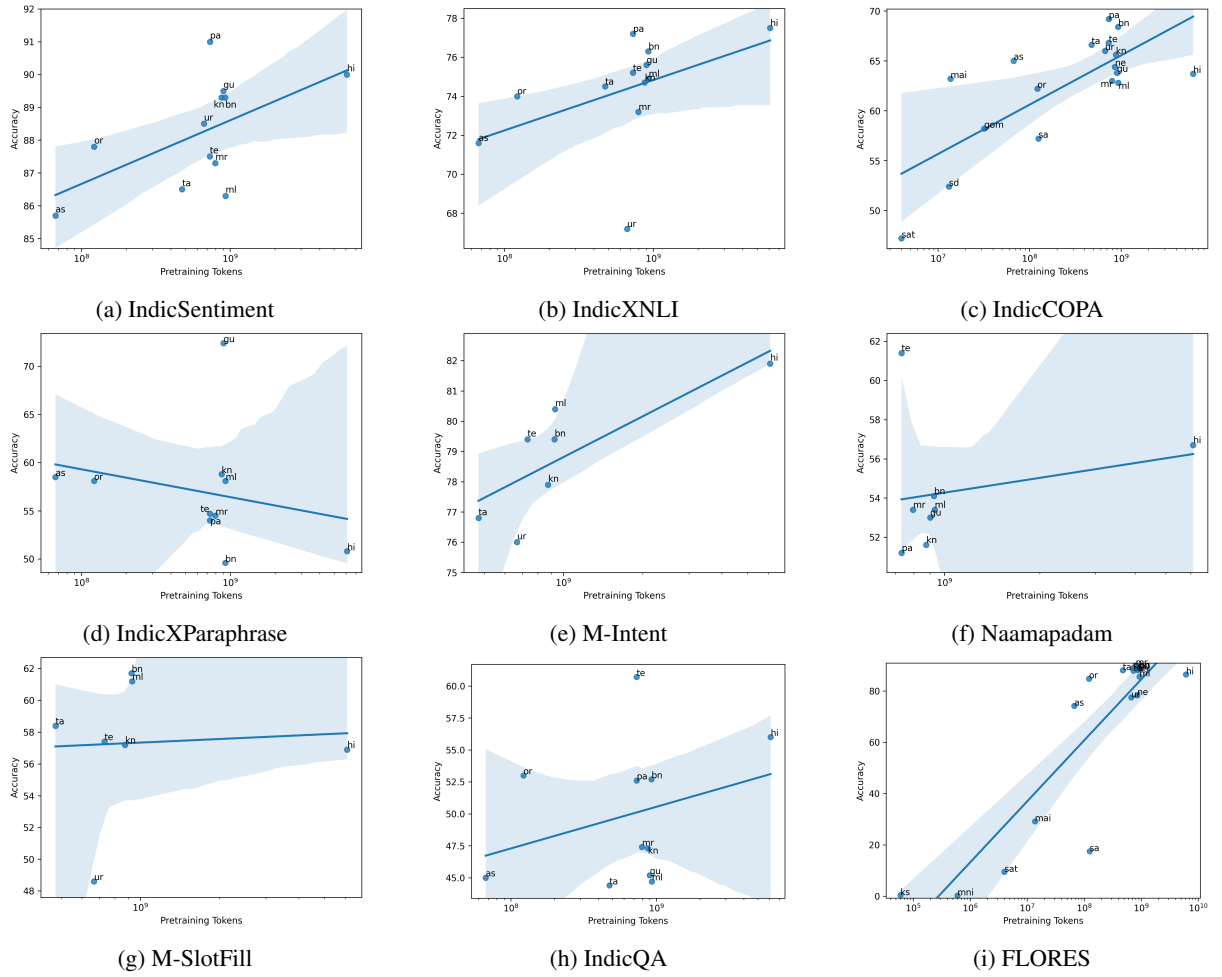 92
91
90
89
88
87
86
85
Accuracy
pa
hi
gu
kn bn
ur
or
te
mr
ta
ml
as
10⁸
10⁹
Pretraining Tokens
(a) IndicSentiment
78
76
74
72
70
68
Accuracy
hi
pa
bn
gu
te
ml
kn
ta
or
mr
as
ur
10⁸
10⁹
Pretraining Tokens
(b) IndicXNLI
70
65
60
55
50
Accuracy
pa
bn
te
ta
ur
kn
as
ne
gu
hi
mai
mr
ml
or
gom
sa
sd
sat
10⁷
10⁸
10⁹
Pretraining Tokens
(c) IndicCOPA
70
65
60
55
50
Accuracy
gu
as
or
kn
ml
te
mr
pa
hi
bn
10⁸
10⁹
Pretraining Tokens
(d) IndicXParaphrase
82
81
80
79
78
77
76
75
Accuracy
hi
ml
te
bn
kn
ta
ur
10⁹
Pretraining Tokens
(e) M-Intent
62
60
58
56
54
52
Accuracy
te
hi
bn
mr
ml
gu
kn
pa
10⁹
Pretraining Tokens
(f) Naamapadam
62
60
58
56
54
52
50
48
Accuracy
bn
ml
ta
te
kn
hi
ur
10⁹
Pretraining Tokens
(g) M-SlotFill
60.0
57.5
55.0
52.5
50.0
47.5
45.0
Accuracy
te
hi
or
pa
bn
mr
kn
gu
ml
as
ta
10⁸
10⁹
Pretraining Tokens
(h) IndicQA
80
60
40
20
0
Accuracy
mr
ta
ml
hi
or
ur
ne
as
mai
sa
sat
ks
mni
10⁵
10⁶
10⁷
10⁸
10⁹
10¹⁰
Pretraining Tokens
(i) FLORES